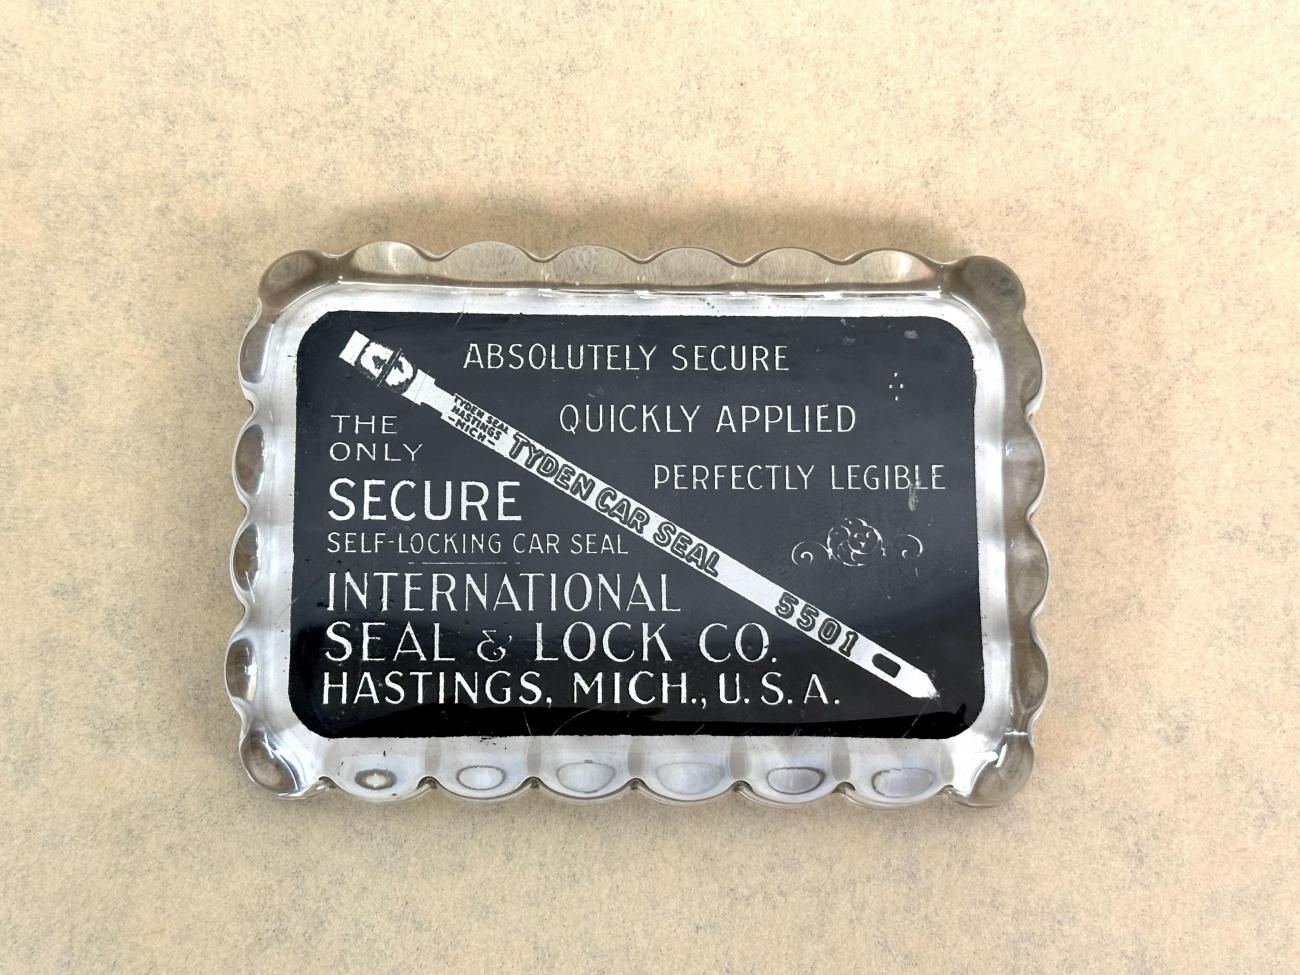 ABSOLUTELY SECURE
QUICKLY APPLIED
PERFECTLY LEGIBLE
TYDEN SEAL
HASTINGS
-MICH-
TYDEN CAR SEAL 5501
THE
ONLY
SECURE
SELF-LOCKING CAR SEAL
INTERNATIONAL
SEAL & LOCK CO.
HASTINGS, MICH., U.S.A.